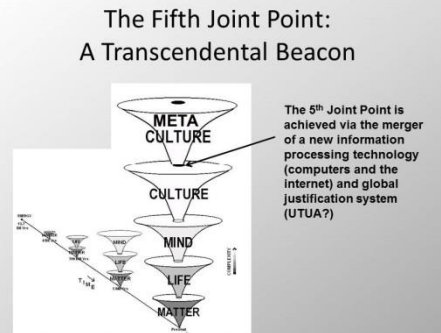 The Fifth Joint Point:
A Transcendental Beacon
META
CULTURE
The 5th Joint Point is
achieved via the merger
of a new information
processing technology
(computers and the
internet) and global
justification system
(UTUA?)
CULTURE
MIND
LIFE
MATTER
MIND
LIFE
MATTER
LIFE
TIME
COMPLEXITY